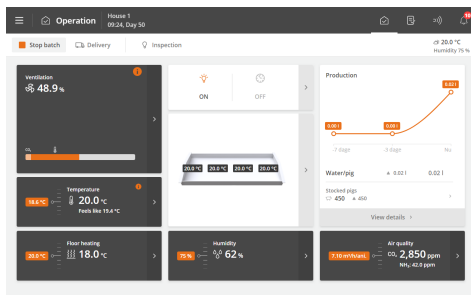 Operation
House 1
09:24, Day 50
Stop batch
Delivery
Inspection
20.0 °C
Humidity 75 %
Ventilation
48.9 %
CO₂
ON
OFF
20.0 °C 20.0 °C 20.0 °C 20.0 °C
Production
0.00 l
0.00 l
0.02 l
-7 dage
-5 dage
Nu
Water/pig
0.02 l
0.02 l
Stocked pigs
450
450
View details
Temperature
18.6 °C
20.0 °C
Feels like 19.4 °C
Floor heating
20.0 °C
18.0 °C
Humidity
75 %
62 %
Air quality
7.10 m³/h/ani.
CO₂ 2,850 ppm
NH₃: 42.0 ppm